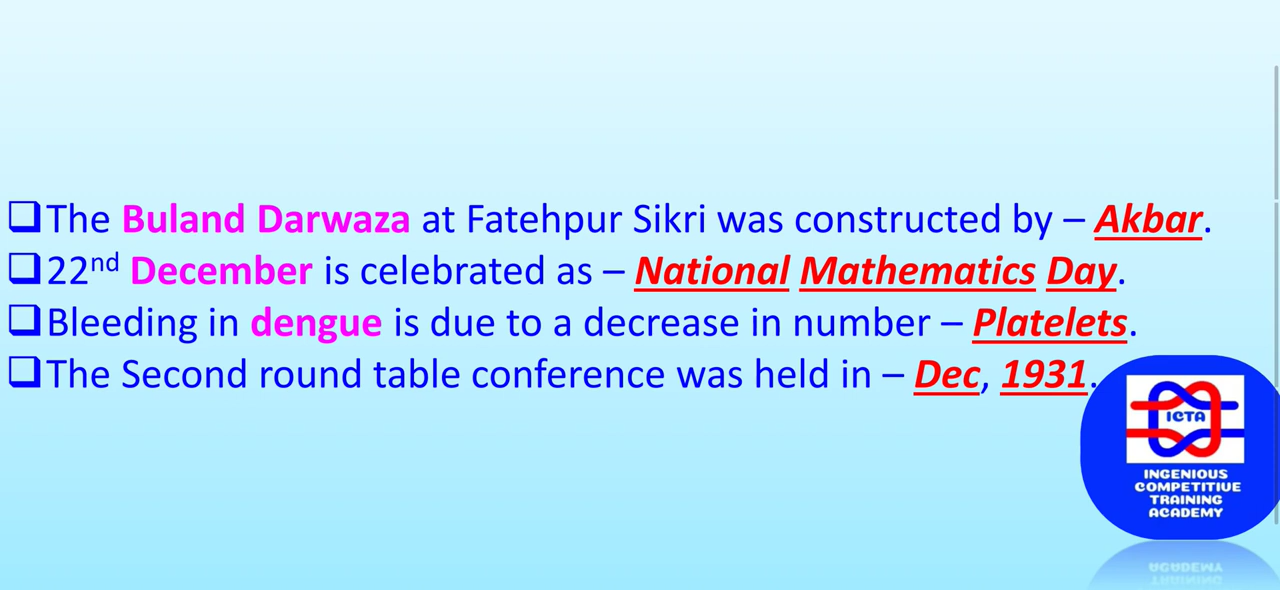 The Buland Darwaza at Fatehpur Sikri was constructed by – Akbar.
22nd December is celebrated as – National Mathematics Day.
Bleeding in dengue is due to a decrease in number – Platelets.
The Second round table conference was held in – Dec, 1931.
ICTA
INGENIOUS
COMPETITIVE
TRAINING
ACADEMY